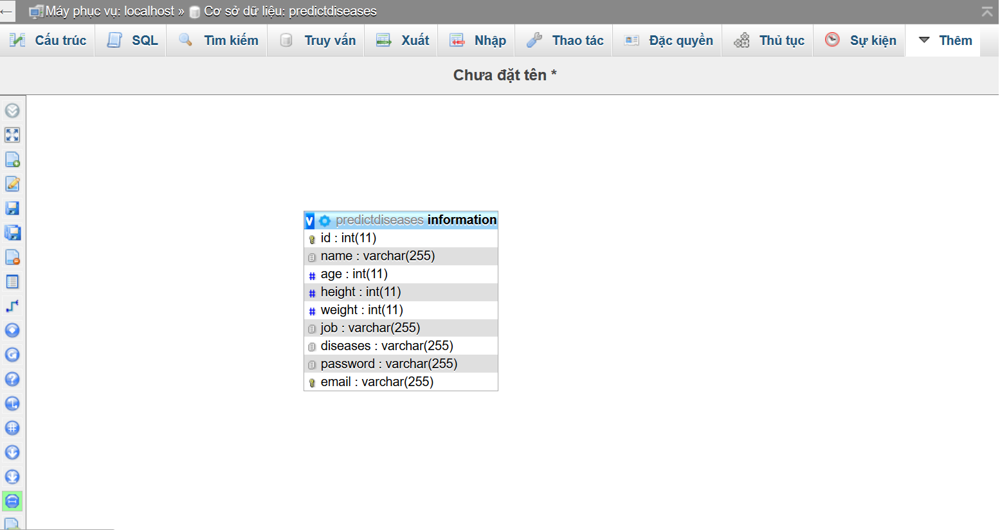 Máy phục vụ: localhost » Cơ sở dữ liệu: predictdiseases
Cấu trúc SQL Tìm kiếm Truy vấn Xuất Nhập Thao tác Đặc quyền Thủ tục Sự kiện Thêm
Chưa đặt tên *
v predictdiseases information
id : int(11)
name : varchar(255)
# age : int(11)
# height : int(11)
# weight : int(11)
job : varchar(255)
diseases : varchar(255)
password : varchar(255)
email : varchar(255)